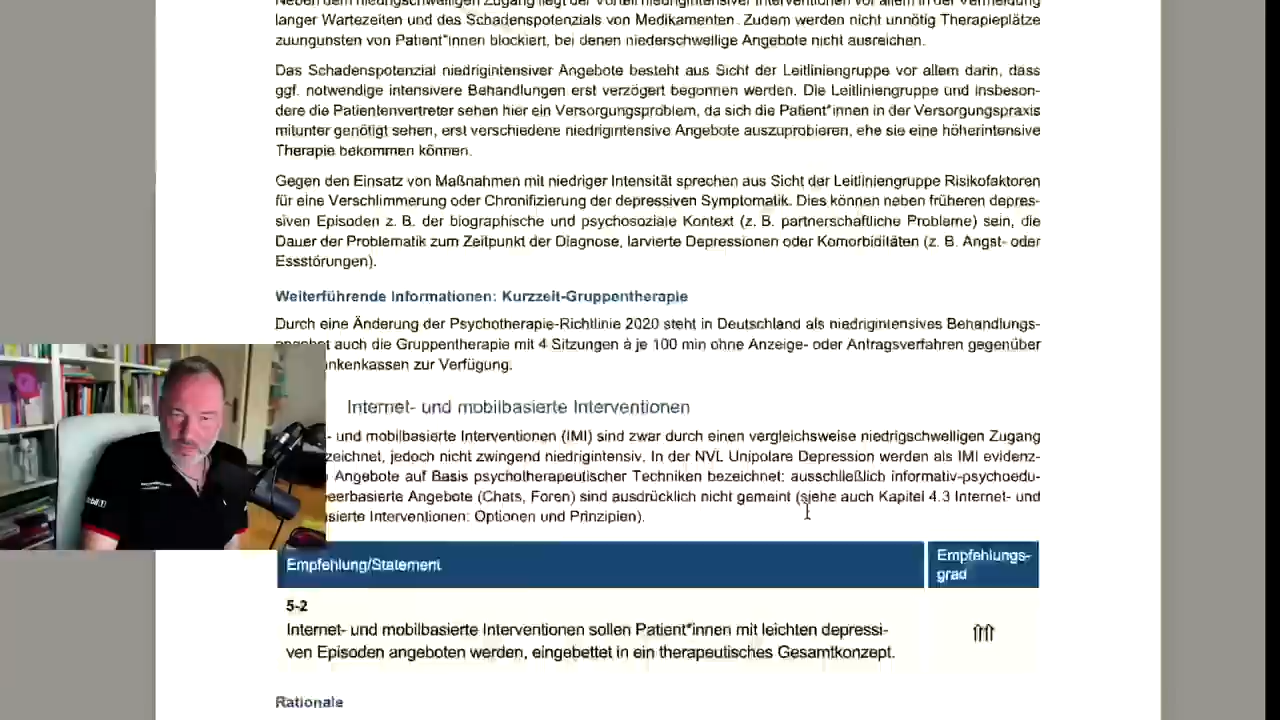 Neben dem niedrigschwelligen Zugang liegt der Vorteil niedrigintensiver Interventionen vor allem in der Vermeidung
langer Wartezeiten und des Schadenspotenzials von Medikamenten. Zudem werden nicht unnötig Therapieplätze
zuungunsten von Patient*innen blockiert, bei denen niederschwellige Angebote nicht ausreichen.
Das Schadenspotenzial niedrigintensiver Angebote besteht aus Sicht der Leitliniengruppe vor allem darin, dass
ggf. notwendige intensivere Behandlungen erst verzögert begonnen werden. Die Leitliniengruppe und insbeson-
dere die Patientenvertreter sehen hier ein Versorgungsproblem, da sich die Patient*innen in der Versorgungspraxis
mitunter genötigt sehen, erst verschiedene niedrigintensive Angebote auszuprobieren, ehe sie eine höherintensive
Therapie bekommen können.
Gegen den Einsatz von Maßnahmen mit niedriger Intensität sprechen aus Sicht der Leitliniengruppe Risikofaktoren
für eine Verschlimmerung oder Chronifizierung der depressiven Symptomatik. Dies können neben früheren depres-
siven Episoden z. B. der biographische und psychosoziale Kontext (z. B. partnerschaftliche Probleme) sein, die
Dauer der Problematik zum Zeitpunkt der Diagnose, larvierte Depressionen oder Komorbiditäten (z. B. Angst- oder
Essstörungen).
Weiterführende Informationen: Kurzzeit-Gruppentherapie
Durch eine Änderung der Psychotherapie-Richtlinie 2020 steht in Deutschland als niedrigintensives Behandlungs-
angebot auch die Gruppentherapie mit 4 Sitzungen à je 100 min ohne Anzeige- oder Antragsverfahren gegenüber
ankenkassen zur Verfügung.
Internet- und mobilbasierte Interventionen
- und mobilbasierte Interventionen (IMI) sind zwar durch einen vergleichsweise niedrigschwelligen Zugang
zeichnet, jedoch nicht zwingend niedrigintensiv. In der NVL Unipolare Depression werden als IMI evidenz-
Angebote auf Basis psychotherapeutischer Techniken bezeichnet; ausschließlich informativ-psychoedu-
eerbasierte Angebote (Chats, Foren) sind ausdrücklich nicht gemeint (siehe auch Kapitel 4.3 Internet- und
asierte Interventionen: Optionen und Prinzipien).
Empfehlung/Statement
Empfehlungs-
grad
5-2
Internet- und mobilbasierte Interventionen sollen Patient*innen mit leichten depressi-
ven Episoden angeboten werden, eingebettet in ein therapeutisches Gesamtkonzept.
⇑⇑
Rationale